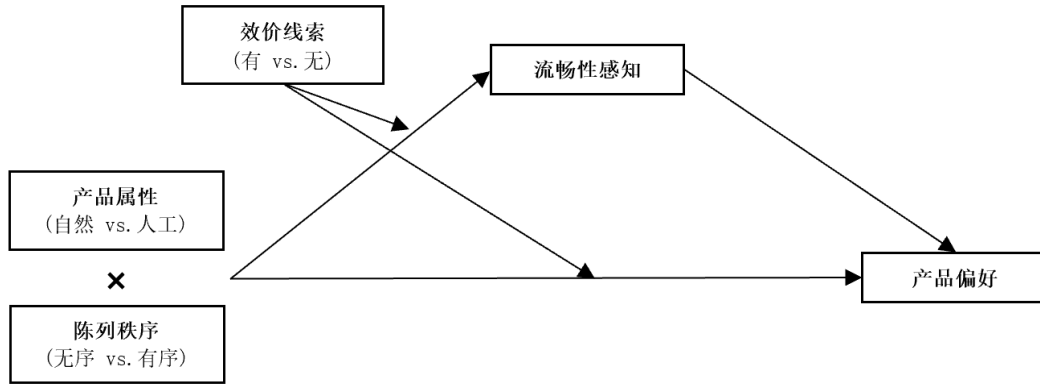 效价线索
(有 vs.无)
流畅性感知
产品属性
(自然 vs.人工)
×
陈列秩序
(无序 vs.有序)
产品偏好